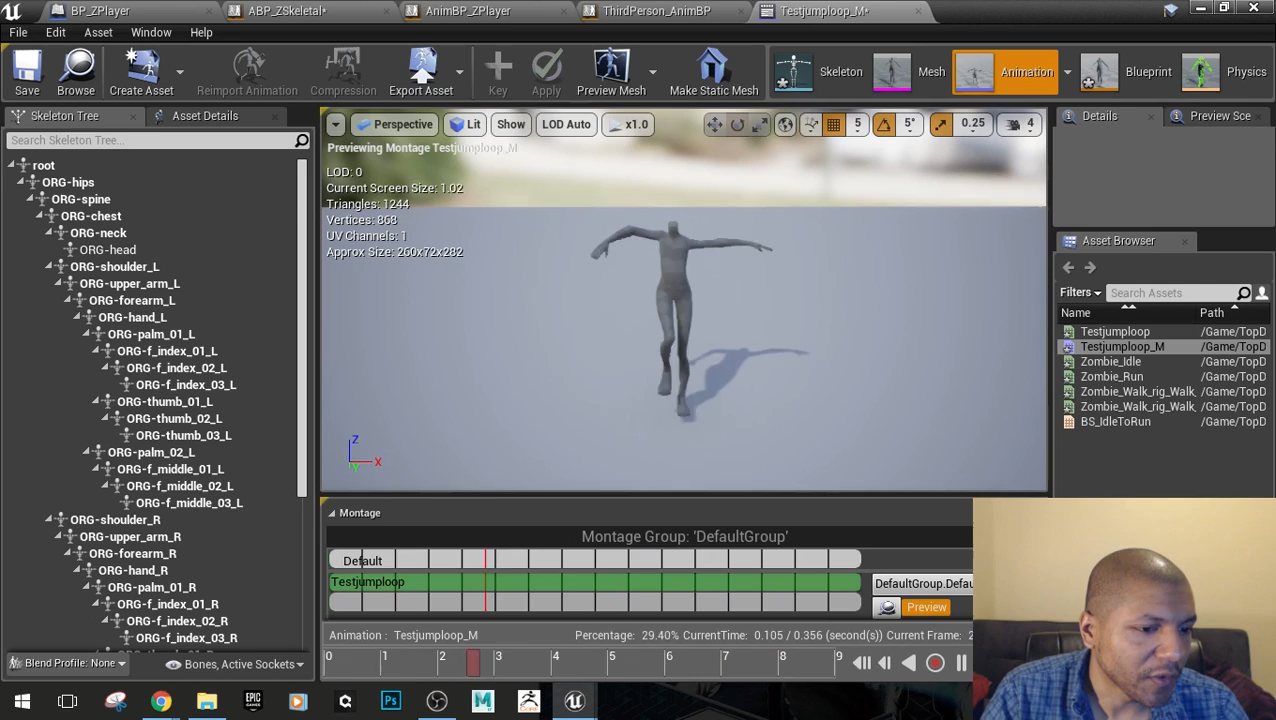 BP_ZPlayer ABP_ZSkeletal* AnimBP_ZPlayer ThirdPerson_AnimBP Testjumploop_M*
File Edit Asset Window Help
Save Browse Create Asset Reimport Animation Compression Export Asset Key Apply Preview Mesh Make Static Mesh Skeleton Mesh Animation Blueprint Physics
Skeleton Tree Asset Details
Search Skeleton Tree...
root
ORG-hips
ORG-spine
ORG-chest
ORG-neck
ORG-head
ORG-shoulder_L
ORG-upper_arm_L
ORG-forearm_L
ORG-hand_L
ORG-palm_01_L
ORG-f_index_01_L
ORG-f_index_02_L
ORG-f_index_03_L
ORG-thumb_01_L
ORG-thumb_02_L
ORG-thumb_03_L
ORG-palm_02_L
ORG-f_middle_01_L
ORG-f_middle_02_L
ORG-f_middle_03_L
ORG-shoulder_R
ORG-upper_arm_R
ORG-forearm_R
ORG-hand_R
ORG-palm_01_R
ORG-f_index_01_R
ORG-f_index_02_R
ORG-f_index_03_R
Blend Profile: None Bones, Active Sockets
Perspective Lit Show LOD Auto x1.0 5 5° 0.25 4
Previewing Montage Testjumploop_M
LOD: 0
Current Screen Size: 1.02
Triangles: 1244
Vertices: 868
UV Channels: 1
Approx Size: 260x72x282
Z
X
Y
Montage
Montage Group: 'DefaultGroup'
Default
Testjumploop DefaultGroup.Defau
Preview
Animation : Testjumploop_M Percentage: 29.40% CurrentTime: 0.105 / 0.356 (second(s)) Current Frame: 2
0 1 2 3 4 5 6 7 8 9
Details Preview Sce
Asset Browser
Filters Search Assets
Name Path
Testjumploop /Game/TopD
Testjumploop_M /Game/TopD
Zombie_Idle /Game/TopD
Zombie_Run /Game/TopD
Zombie_Walk_rig_Walk_ /Game/TopD
Zombie_Walk_rig_Walk_ /Game/TopD
BS_IdleToRun /Game/TopD
EPIC GAMES Ps M